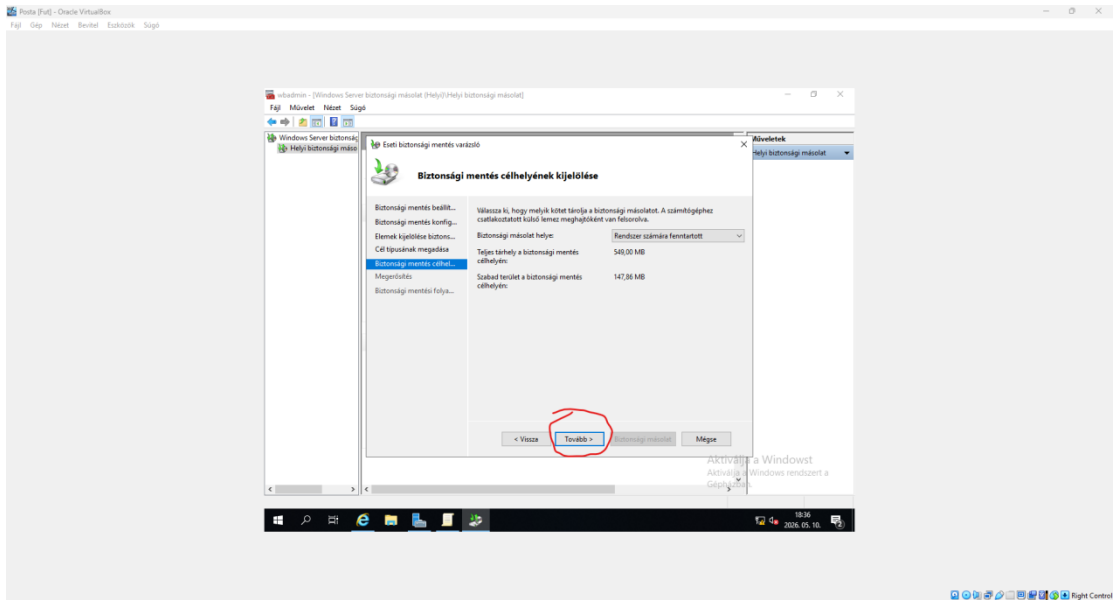 Posta [Fut] - Oracle VirtualBox
Fájl Gép Nézet Bevitel Eszközök Súgó
wbadmin - [Windows Server biztonsági másolat (Helyi)\Helyi biztonsági másolat]
Fájl Művelet Nézet Súgó
Windows Server biztonság
Helyi biztonsági máso
Műveletek
Helyi biztonsági másolat
Eseti biztonsági mentés varázsló
Biztonsági mentés célhelyének kijelölése
Biztonsági mentés beállít...
Biztonsági mentés konfig...
Elemek kijelölése biztons...
Cél típusának megadása
Biztonsági mentés célhel...
Megerősítés
Biztonsági mentési folya...
Válassza ki, hogy melyik kötet tárolja a biztonsági másolatot. A számítógéphez
csatlakoztatott külső lemez meghajtóként van felsorolva.
Biztonsági másolat helye: Rendszer számára fenntartott
Teljes tárhely a biztonsági mentés 549,00 MB
célhelyén:
Szabad terület a biztonsági mentés 147,86 MB
célhelyén:
< Vissza Tovább > Biztonsági másolat Mégse
Aktiválja a Windowst
Aktiválja a Windows rendszert a
Gépházban.
18:36
2026. 05. 10.
2
Right Control